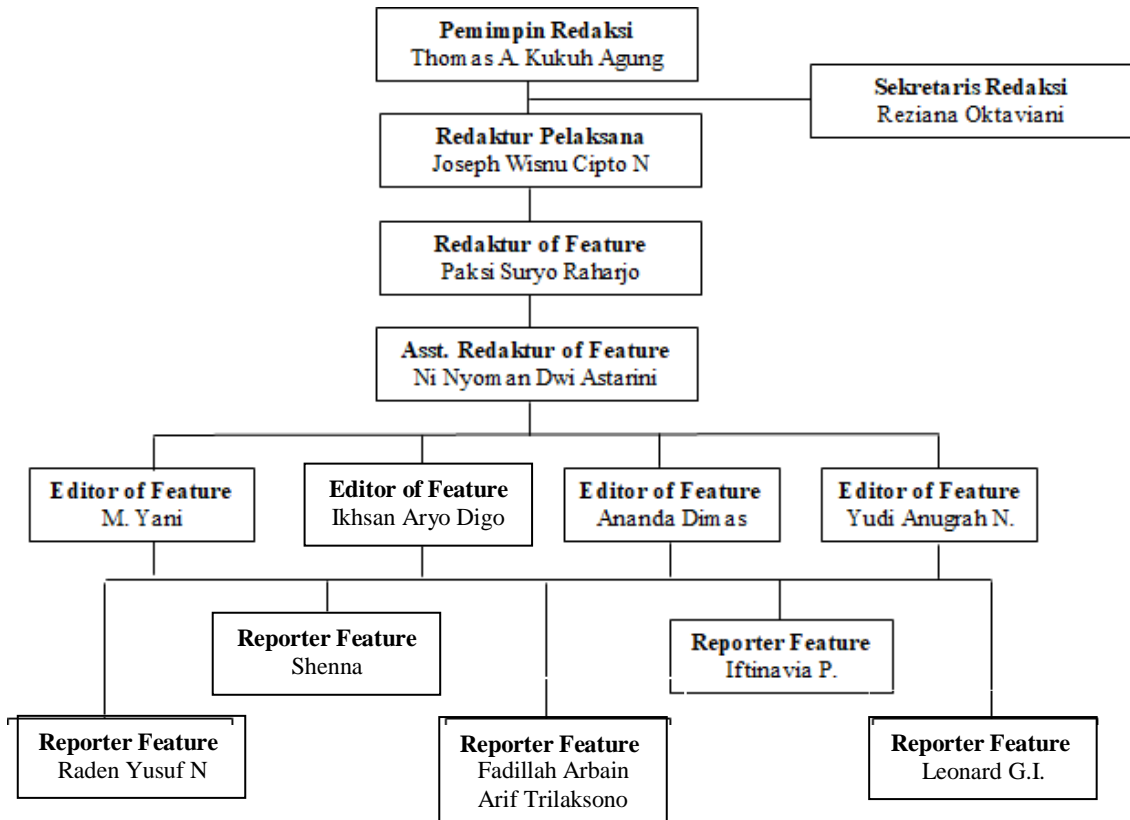 Pemimpin Redaksi
Thomas A. Kukuh Agung
Sekretaris Redaksi
Reziana Oktaviani
Redaktur Pelaksana
Joseph Wisnu Cipto N
Redaktur of Feature
Paksi Suryo Raharjo
Asst. Redaktur of Feature
Ni Nyoman Dwi Astarini
Editor of Feature
M. Yani
Editor of Feature
Ikhsan Aryo Digo
Editor of Feature
Ananda Dimas
Editor of Feature
Yudi Anugrah N.
Reporter Feature
Shenna
Reporter Feature
Iftinavia P.
Reporter Feature
Raden Yusuf N
Reporter Feature
Fadillah Arbain
Arif Trilaksono
Reporter Feature
Leonard G.I.